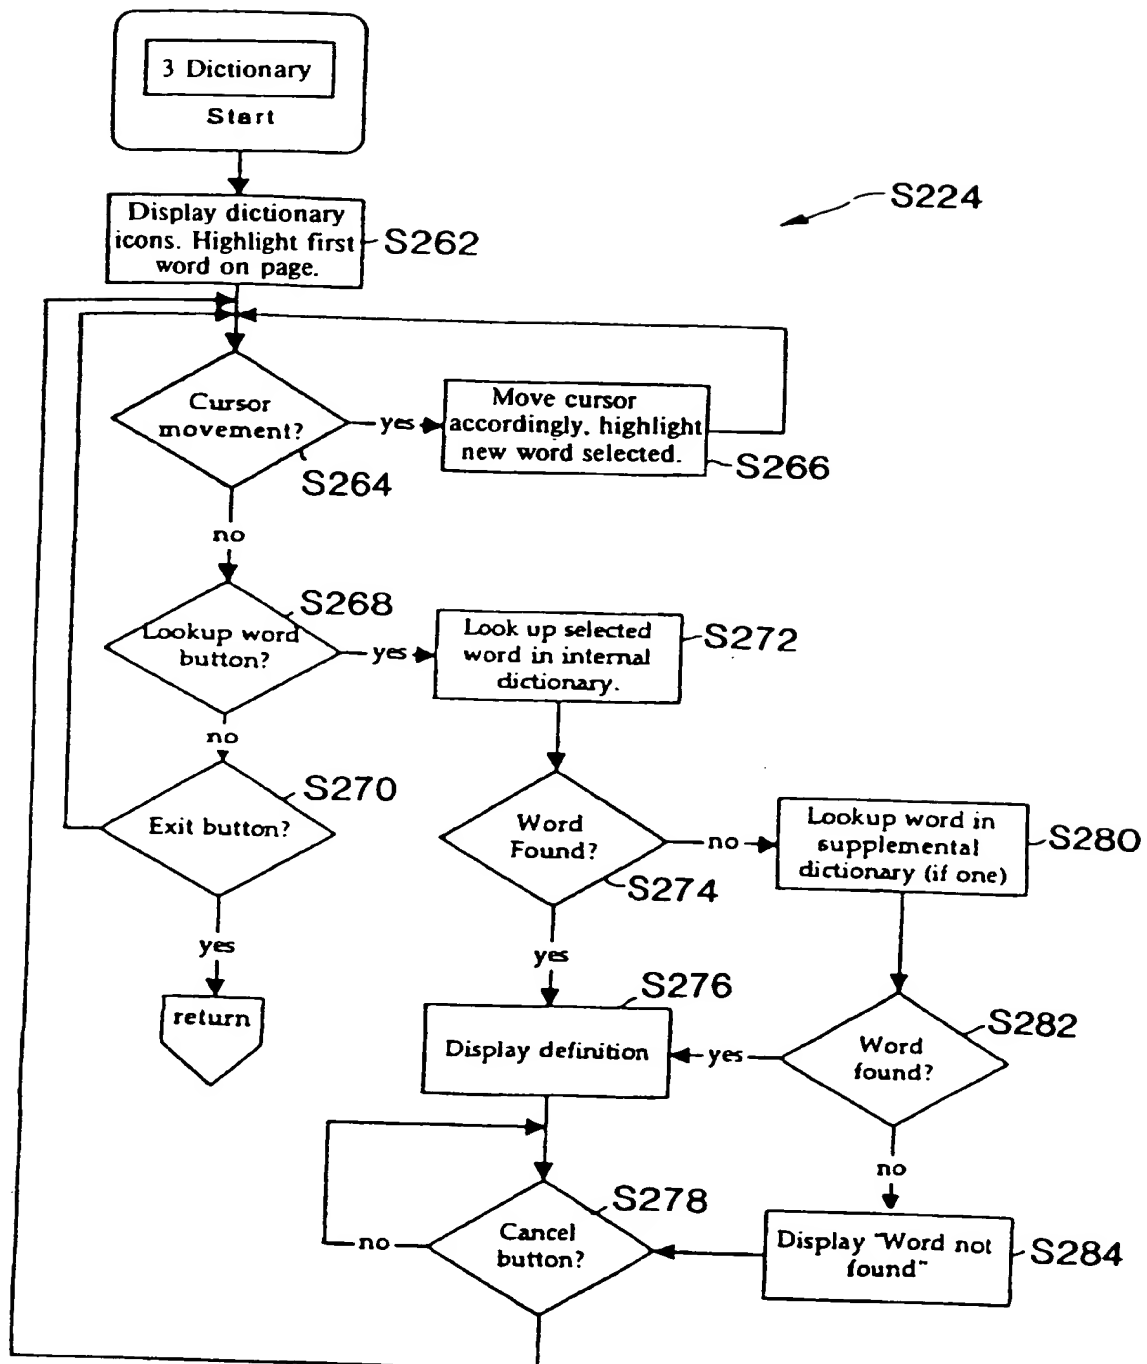 3 Dictionary
Start
S224
Display dictionary
icons. Highlight first
word on page.
S262
Cursor
movement?
yes
Move cursor
accordingly, highlight
new word selected.
S266
S264
no
S268
Lookup word
button?
yes
Look up selected
word in internal
dictionary.
S272
no
S270
Exit button?
Word
Found?
no
Lookup word in
supplemental
dictionary (if one)
S280
S274
yes
yes
return
S276
Display definition
yes
S282
Word
found?
no
S278
Cancel
button?
no
Display "Word not
found"
S284